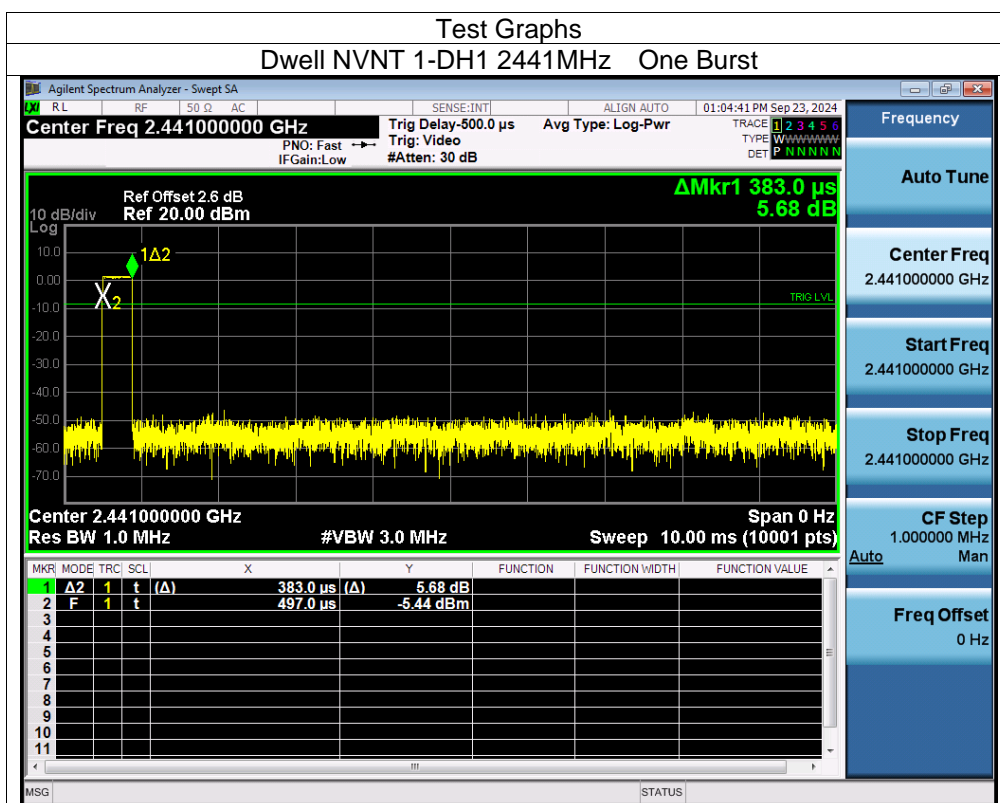 Test Graphs
Dwell NVNT 1-DH1 2441MHz One Burst
Agilent Spectrum Analyzer - Swept SA
LXI RL RF 50 Ω AC SENSE:INT ALIGN AUTO 01:04:41 PM Sep 23, 2024
Center Freq 2.441000000 GHz
PNO: Fast
IFGain:Low
Trig Delay-500.0 µs
Trig: Video
#Atten: 30 dB
Avg Type: Log-Pwr
TRACE 1 2 3 4 5 6
TYPE WWWWWW
DET P N N N N N
ΔMkr1 383.0 µs
5.68 dB
Ref Offset 2.6 dB
10 dB/div Ref 20.00 dBm
Log
10.0
0.00
-10.0
-20.0
-30.0
-40.0
-50.0
-60.0
-70.0
1Δ2
X2
TRIG LVL
Center 2.441000000 GHz Span 0 Hz
Res BW 1.0 MHz #VBW 3.0 MHz Sweep 10.00 ms (10001 pts)
MKR MODE TRC SCL X Y FUNCTION FUNCTION WIDTH FUNCTION VALUE
1 Δ2 1 t (Δ) 383.0 µs (Δ) 5.68 dB
2 F 1 t 497.0 µs -5.44 dBm
3
4
5
6
7
8
9
10
11
MSG STATUS
Frequency
Auto Tune
Center Freq
2.441000000 GHz
Start Freq
2.441000000 GHz
Stop Freq
2.441000000 GHz
CF Step
1.000000 MHz
Auto Man
Freq Offset
0 Hz